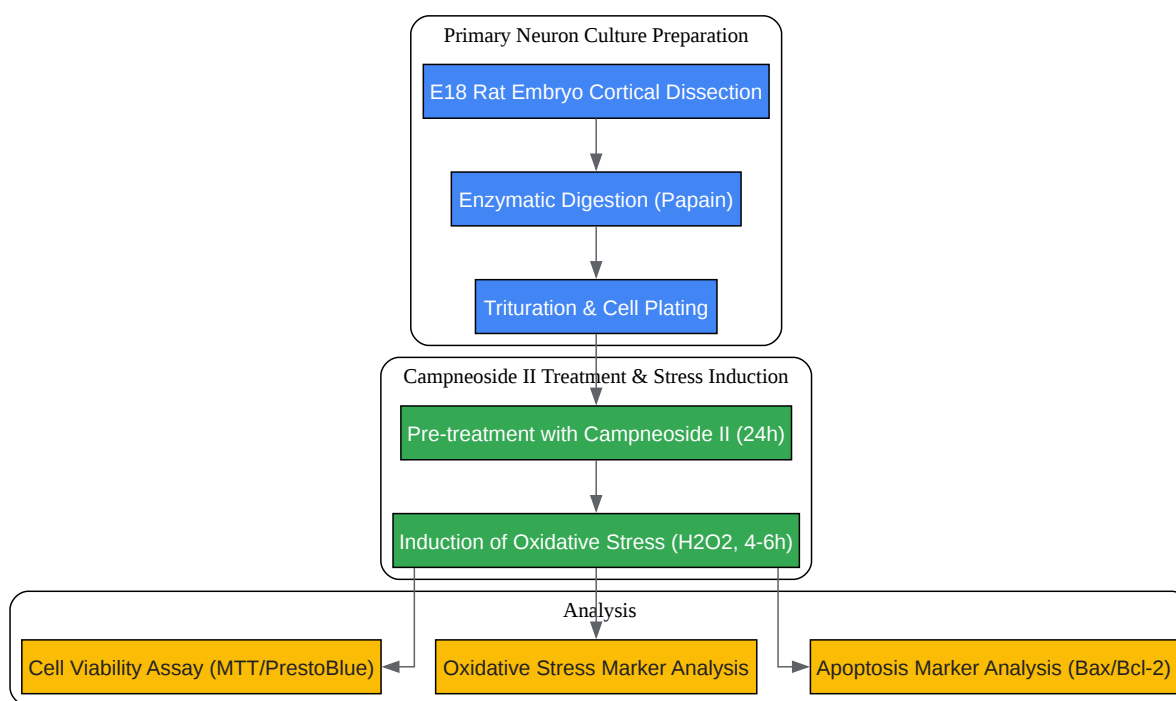 Primary Neuron Culture Preparation
E18 Rat Embryo Cortical Dissection
Enzymatic Digestion (Papain)
Trituration & Cell Plating
Campneoside II Treatment & Stress Induction
Pre-treatment with Campneoside II (24h)
Induction of Oxidative Stress (H2O2, 4-6h)
Analysis
Cell Viability Assay (MTT/PrestoBlue)
Oxidative Stress Marker Analysis
Apoptosis Marker Analysis (Bax/Bcl-2)